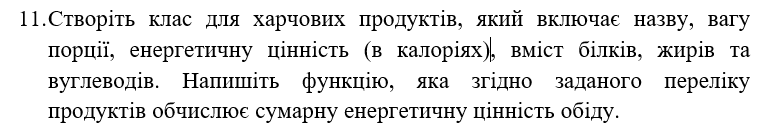 11.Створіть клас для харчових продуктів, який включає назву, вагу
порції, енергетичну цінність (в калоріях), вміст білків, жирів та
вуглеводів. Напишіть функцію, яка згідно заданого переліку
продуктів обчислює сумарну енергетичну цінність обіду.